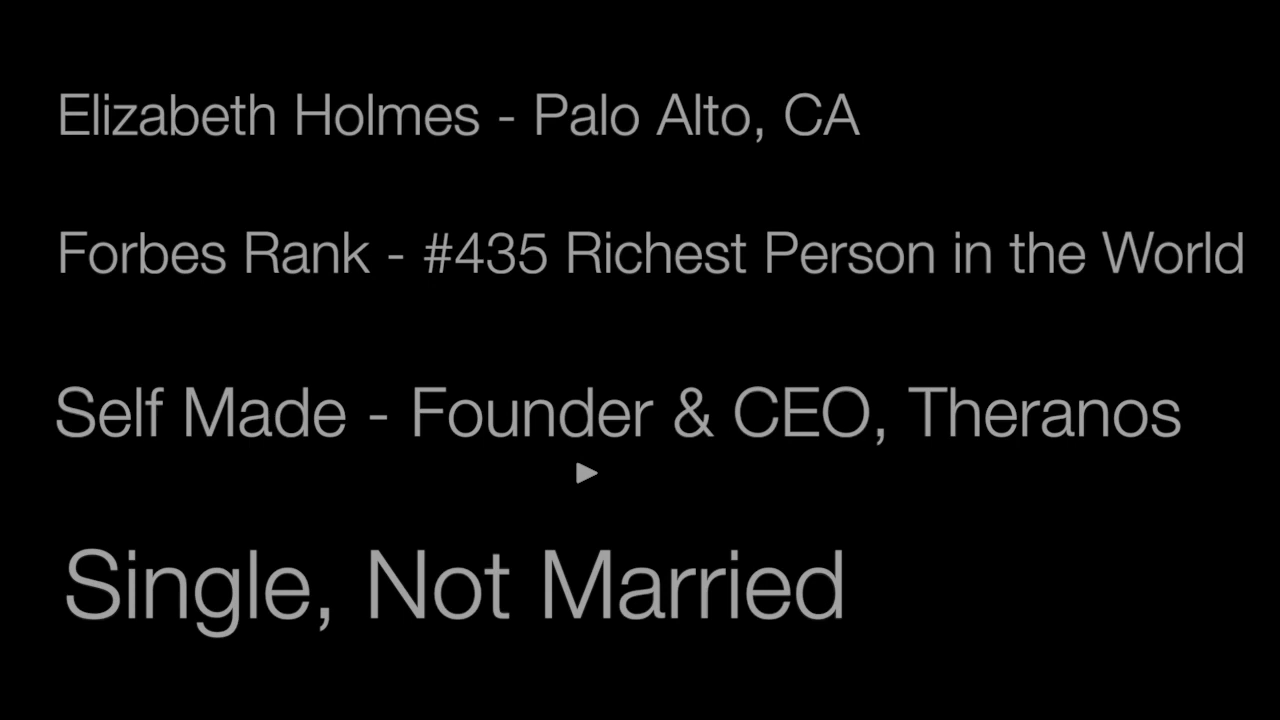 Elizabeth Holmes - Palo Alto, CA
Forbes Rank - #435 Richest Person in the World
Self Made - Founder & CEO, Theranos
Single, Not Married